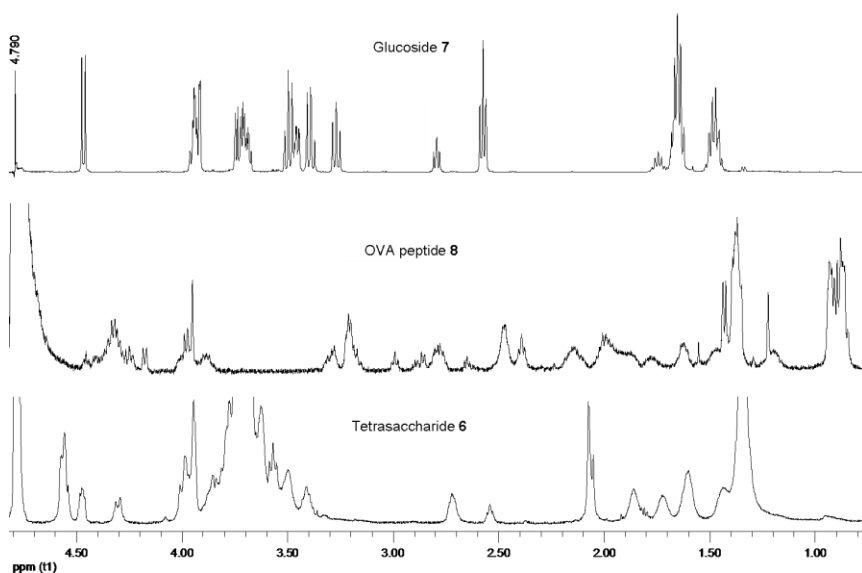 4.790
Glucoside 7
OVA peptide 8
Tetrasaccharide 6
4.50 4.00 3.50 3.00 2.50 2.00 1.50 1.00
ppm (t1)